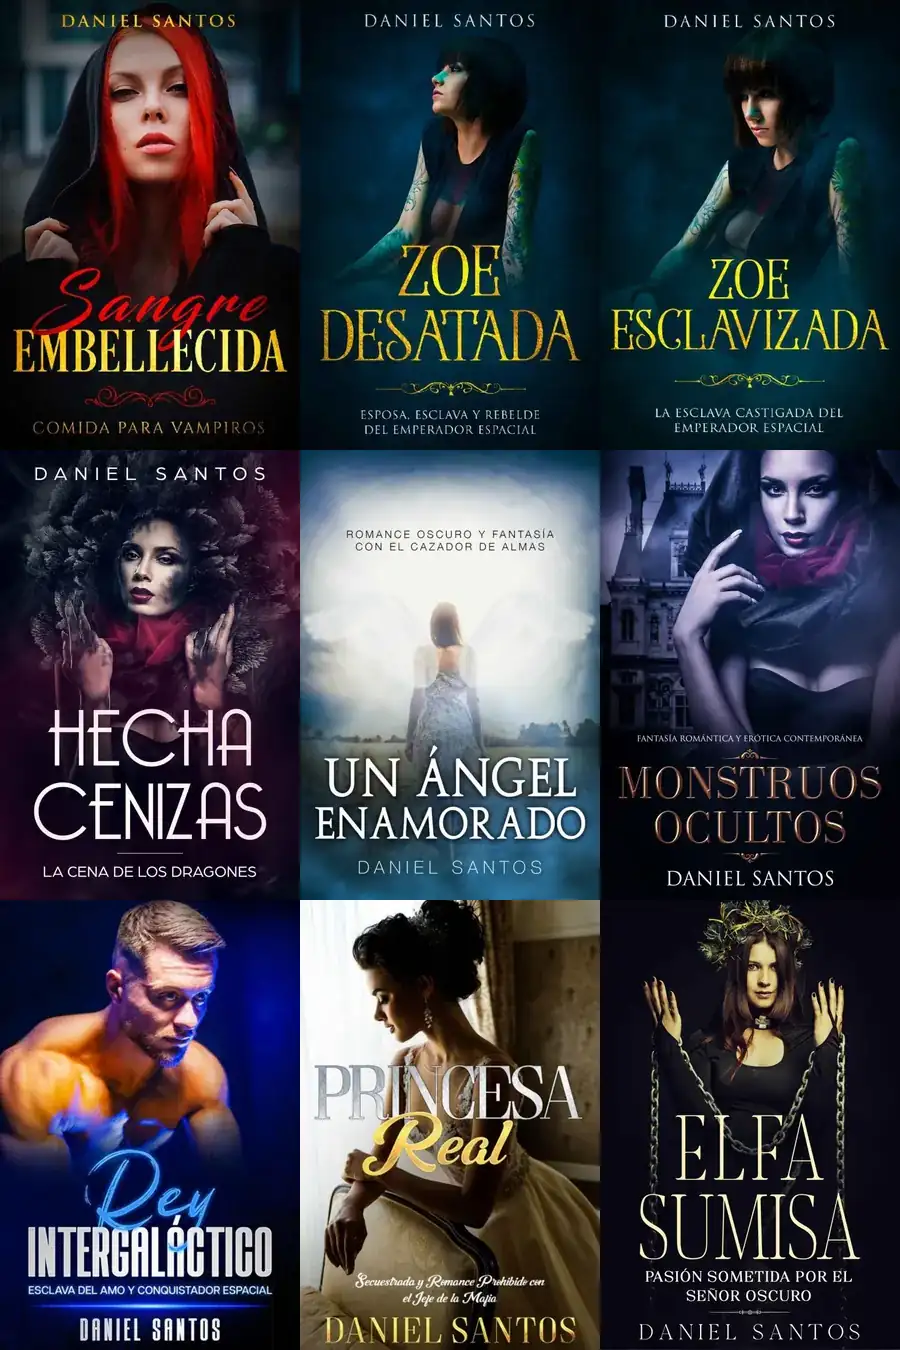 DANIEL SANTOS
Sangre
EMBELLECIDA
COMIDA PARA VAMPIROS
DANIEL SANTOS
ZOE
DESATADA
ESPOSA, ESCLAVA Y REBELDE
DEL EMPERADOR ESPACIAL
DANIEL SANTOS
ZOE
ESCLAVIZADA
LA ESCLAVA CASTIGADA DEL
EMPERADOR ESPACIAL
DANIEL SANTOS
HECHA
CENIZAS
LA CENA DE LOS DRAGONES
ROMANCE OSCURO Y FANTASÍA
CON EL CAZADOR DE ALMAS
UN ÁNGEL
ENAMORADO
DANIEL SANTOS
FANTASÍA ROMÁNTICA Y ERÓTICA CONTEMPORÁNEA
MONSTRUOS
OCULTOS
DANIEL SANTOS
Rey
INTERGALÁCTICO
ESCLAVA DEL AMO Y CONQUISTADOR ESPACIAL
DANIEL SANTOS
PRINCESA
Real
Secuestrada y Romance Prohibido con
el Jefe de la Mafia
DANIEL SANTOS
ELFA
SUMISA
PASIÓN SOMETIDA POR EL
SEÑOR OSCURO
DANIEL SANTOS